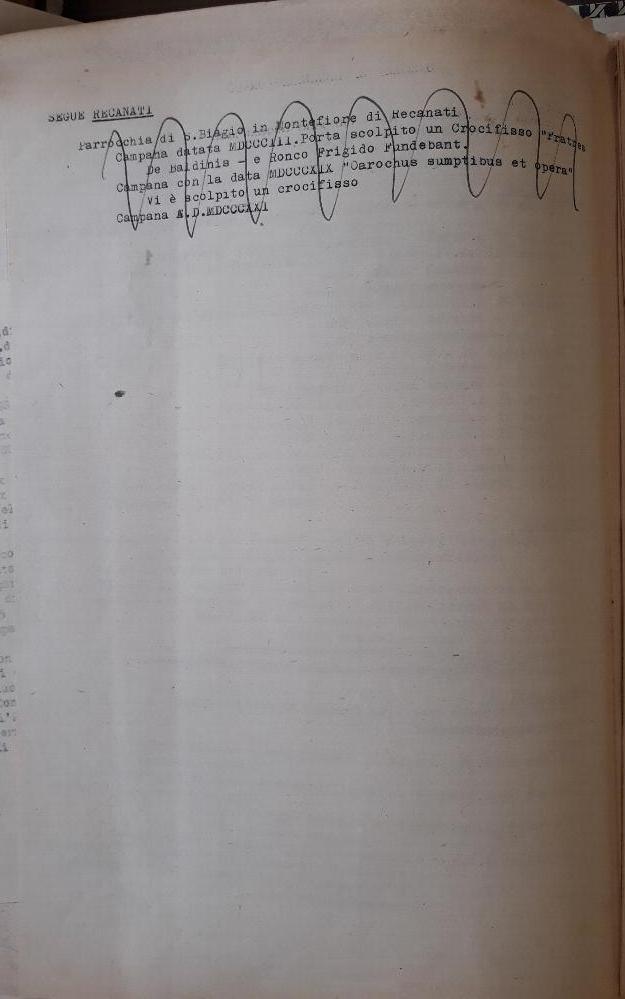 SEGUE RECANATI
Parrocchia di S.Biagio in Montefiore di Recanati
Campana datata MDCCCIII.Porta scolpito un Crocifisso "Fratres
De Baldinis - e Ronco Frigido Fundebant.
Campana con la data MDCCCXIX "Oarochus sumptibus et opera"
Vi è scolpito un crocifisso
Campana A.D.MDCCCXXI